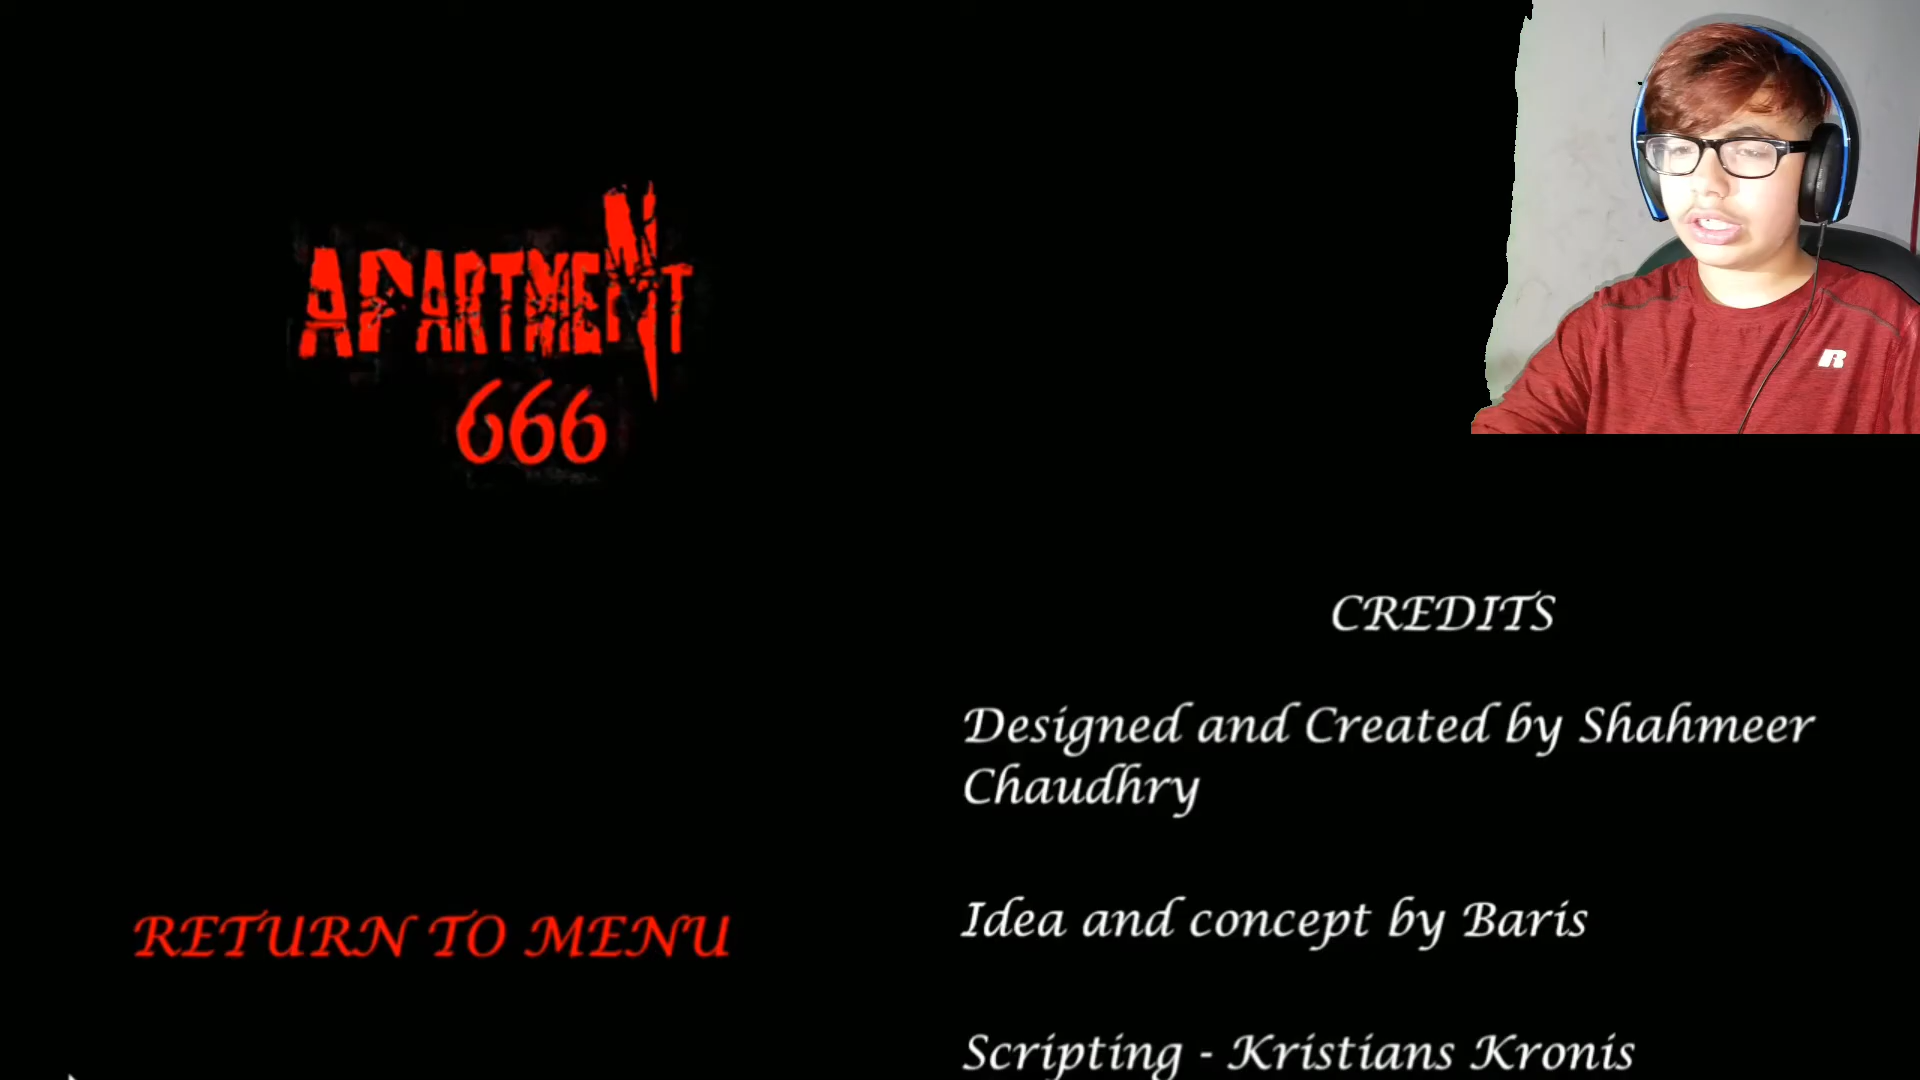 APARTMENT
666
CREDITS
Designed and Created by Shahmeer
Chaudhry
Idea and concept by Baris
RETURN TO MENU
Scripting - Kristians Kronis
R